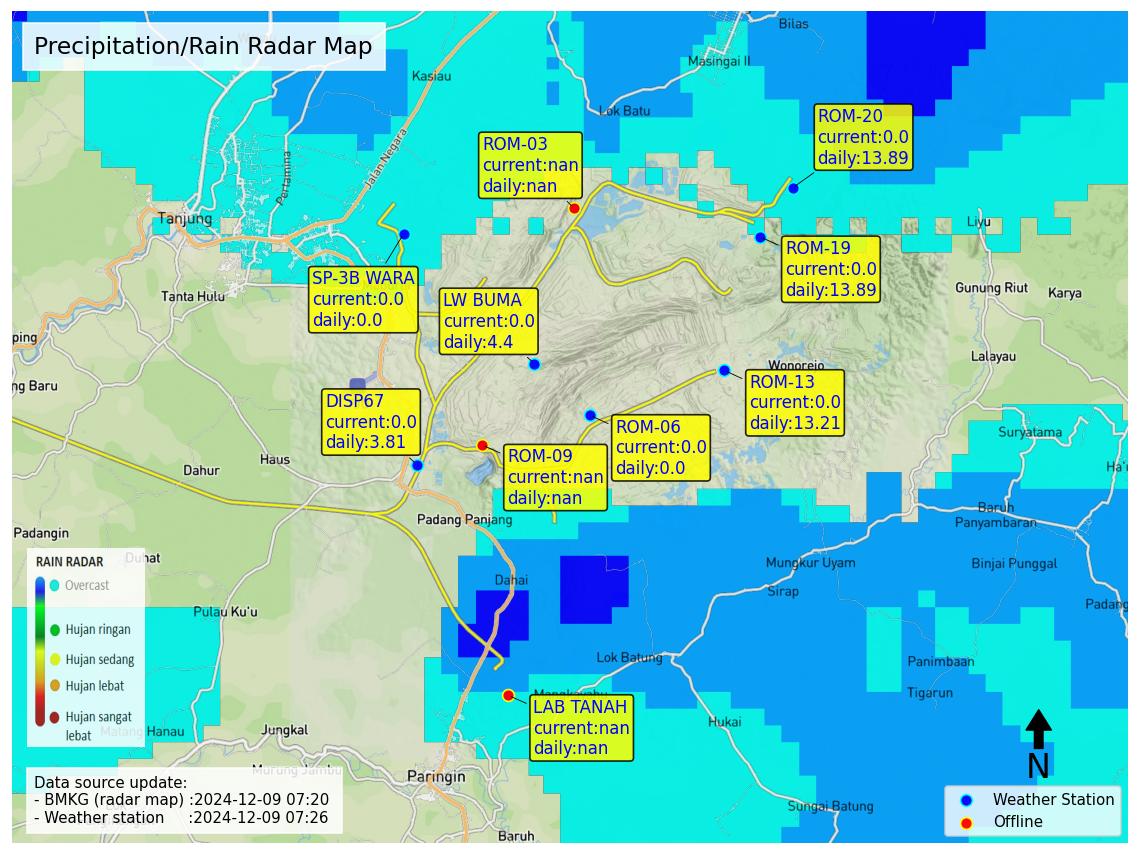 Precipitation/Rain Radar Map
Bilas
Masingai II
Kasiau
Lok Batu
ROM-20
current:0.0
daily:13.89
ROM-03
current:nan
daily:nan
Jalan Negara
Pertamina
Tanjung
Liyu
ROM-19
current:0.0
daily:13.89
SP-3B WARA
current:0.0
daily:0.0
LW BUMA
current:0.0
daily:4.4
Tanta Hulu
Gunung Riut
Karya
ping
Lalayau
Wonorejo
ng Baru
ROM-13
current:0.0
daily:13.21
DISP67
current:0.0
daily:3.81
ROM-06
current:0.0
daily:0.0
Suryatama
ROM-09
current:nan
daily:nan
Haus
Dahur
Ha'u
Baruh
Panyambaran
Padang Panjang
Padangin
Duhat
Mungkur Uyam
Binjai Punggal
RAIN RADAR
Overcast
Hujan ringan
Hujan sedang
Hujan lebat
Hujan sangat
lebat
Dahai
Sirap
Padang
Pulau Ku'u
Lok Batung
Panimbaan
Tigarun
LAB TANAH
current:nan
daily:nan
Hukai
Matang Hanau
Jungkal
Murung Jambu
Paringin
N
Data source update:
- BMKG (radar map) :2024-12-09 07:20
- Weather station :2024-12-09 07:26
Sungai Batung
Weather Station
Offline
Baruh